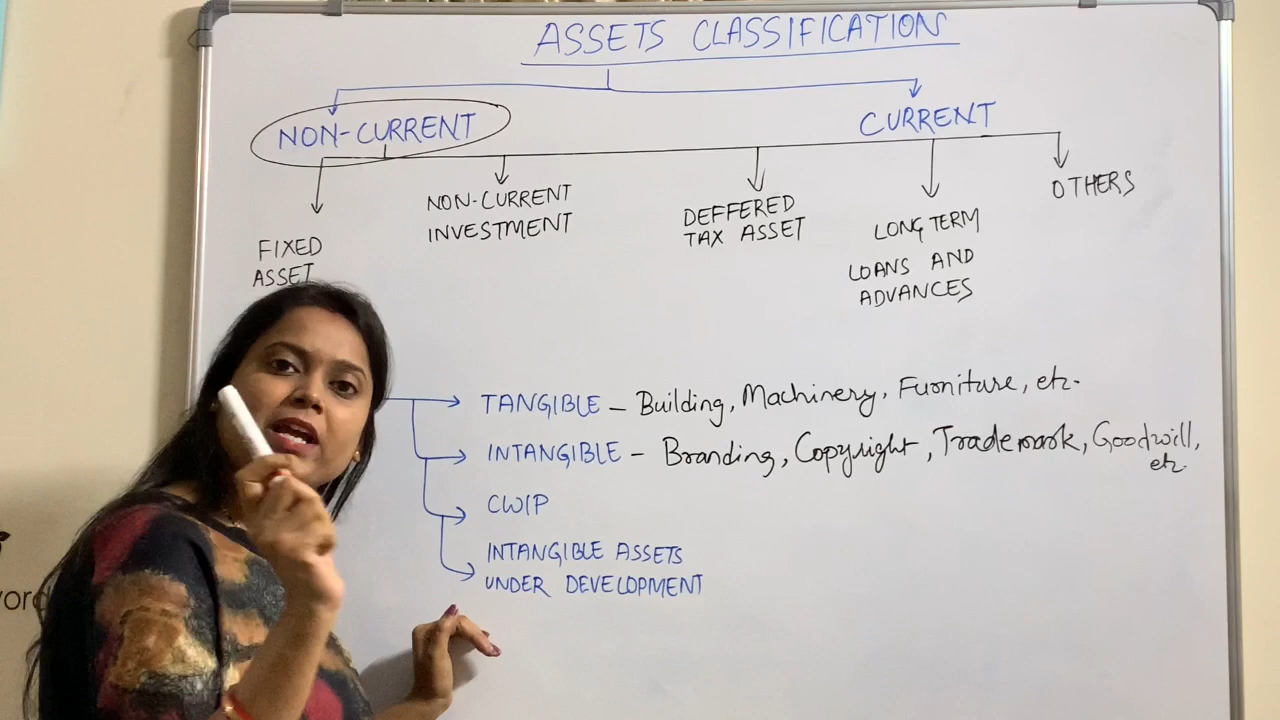 ASSETS CLASSIFICATION
NON-CURRENT
CURRENT
FIXED
ASSET
NON-CURRENT
INVESTMENT
DEFFERED
TAX ASSET
LONG TERM
LOANS AND
ADVANCES
OTHERS
TANGIBLE - Building, Machinery, Furniture, etc.
INTANGIBLE - Branding, Copyright, Trademark, Goodwill,
etc.
CWIP
INTANGIBLE ASSETS
UNDER DEVELOPMENT